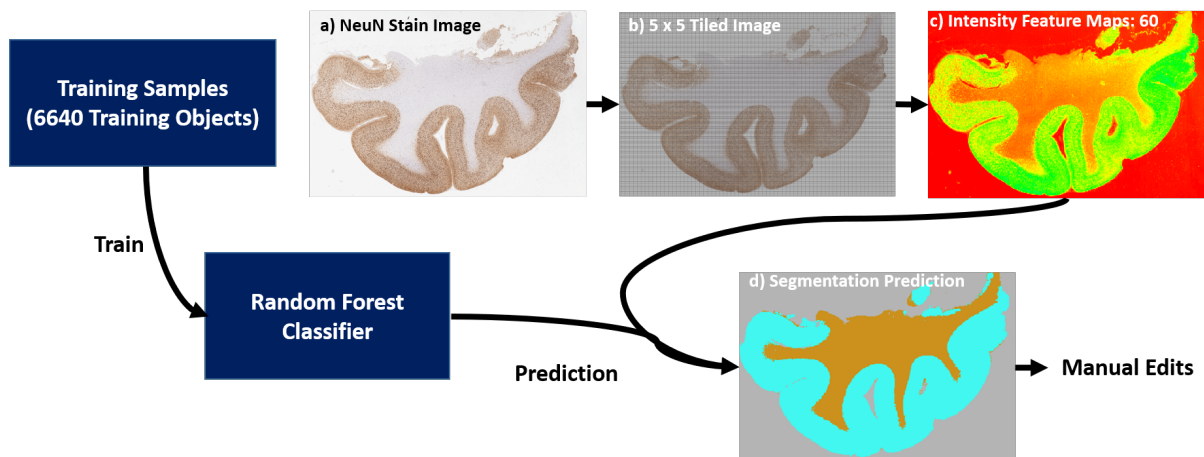 Training Samples
(6640 Training Objects)
a) NeuN Stain Image
b) 5 x 5 Tiled Image
c) Intensity Feature Maps: 60
Train
Random Forest
Classifier
Prediction
d) Segmentation Prediction
Manual Edits